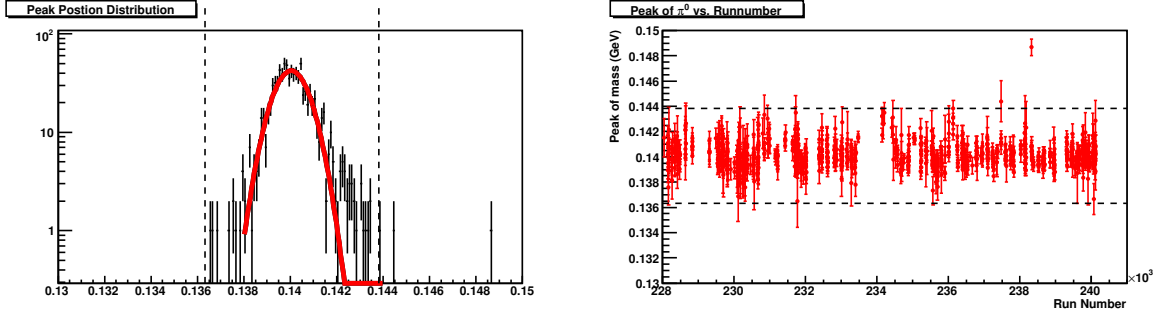 Peak Postion Distribution
10²
10
1
0.13 0.132 0.134 0.136 0.138 0.14 0.142 0.144 0.146 0.148 0.15
Peak of π⁰ vs. Runnumber
Peak of mass (GeV)
0.15
0.148
0.146
0.144
0.142
0.14
0.138
0.136
0.134
0.132
0.13
228 230 232 234 236 238 240
×10³
Run Number